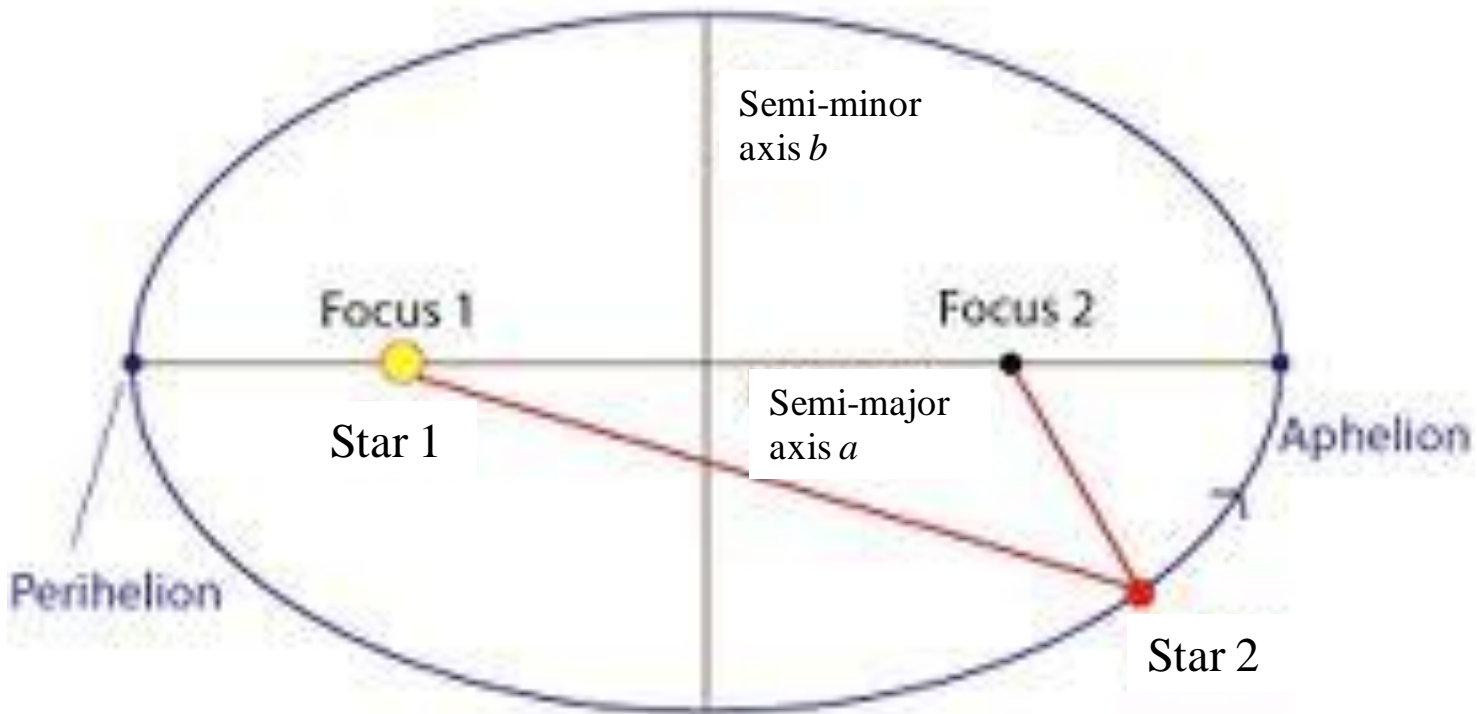 Semi-minor
axis b
Focus 1
Focus 2
Star 1
Semi-major
axis a
Aphelion
Perihelion
Star 2